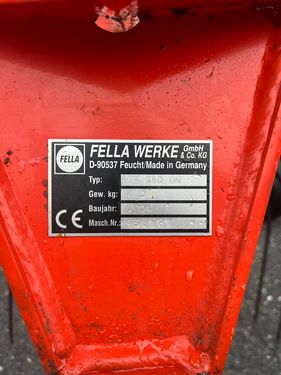 FELLA
FELLA WERKE GmbH & Co. KG
D-90537 Feucht/Made in Germany
Typ:
Gew. kg:
Baujahr:
Masch.Nr.:
CE